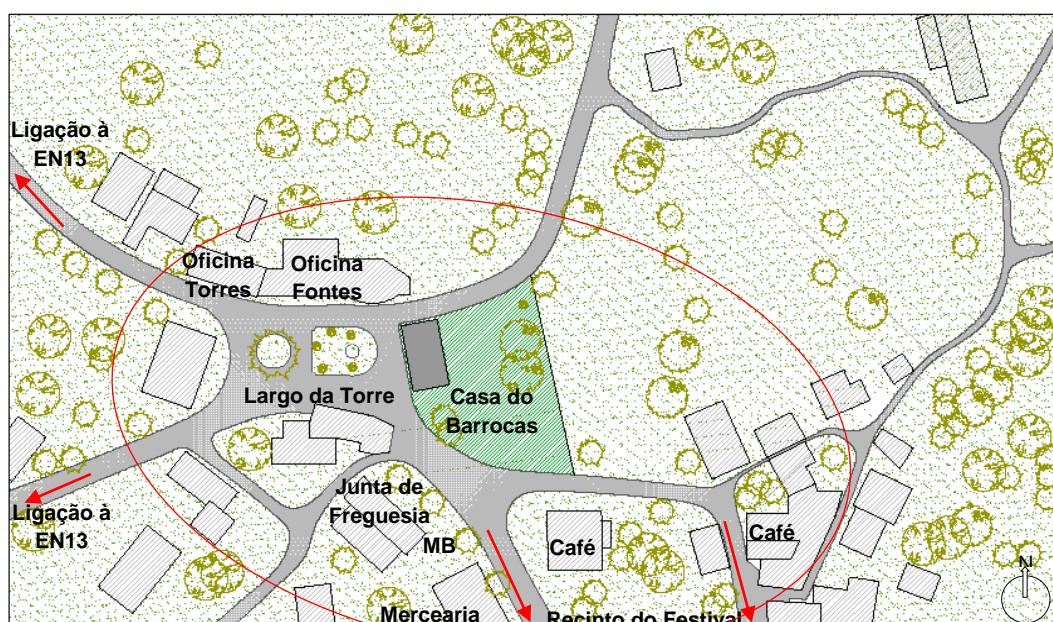 Ligação à
EN13
Oficina
Torres
Oficina
Fontes
Largo da Torre
Casa do
Barrocas
Ligação à
EN13
Junta de
Freguesia
MB
Café
Café
Mercearia
Recinto do Festival
N